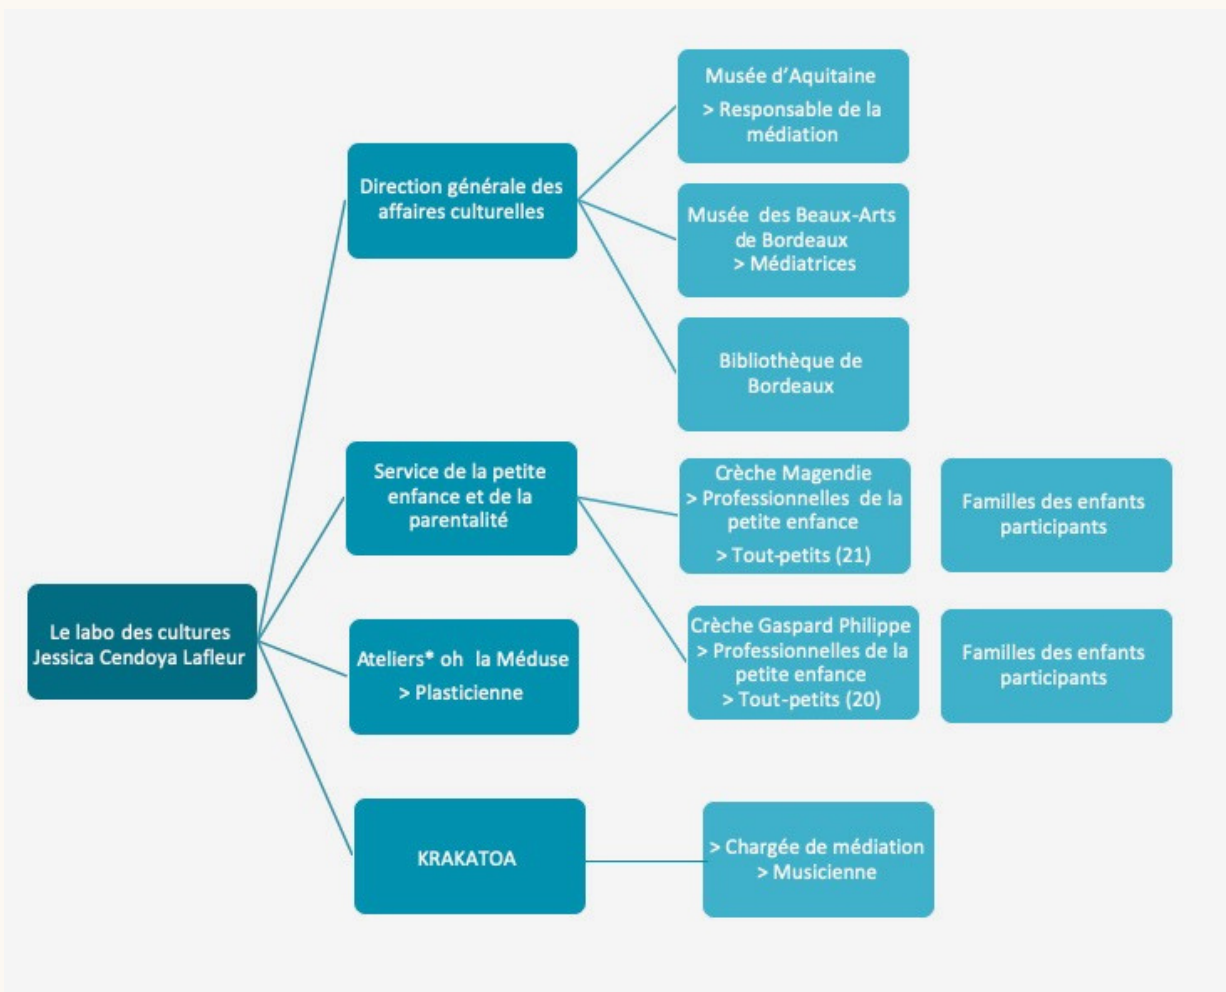 Musée d’Aquitaine
> Responsable de la
médiation
Direction générale des
affaires culturelles
Musée des Beaux-Arts
de Bordeaux
> Médiatrices
Bibliothèque de
Bordeaux
Service de la petite
enfance et de la
parentalité
Crèche Magendie
> Professionnelles de la
petite enfance
> Tout-petits (21)
Familles des enfants
participants
Le labo des cultures
Jessica Cendoya Lafleur
Ateliers* oh la Méduse
> Plasticienne
Crèche Gaspard Philippe
> Professionnelles de la
petite enfance
> Tout-petits (20)
Familles des enfants
participants
KRAKATOA
> Chargée de médiation
> Musicienne